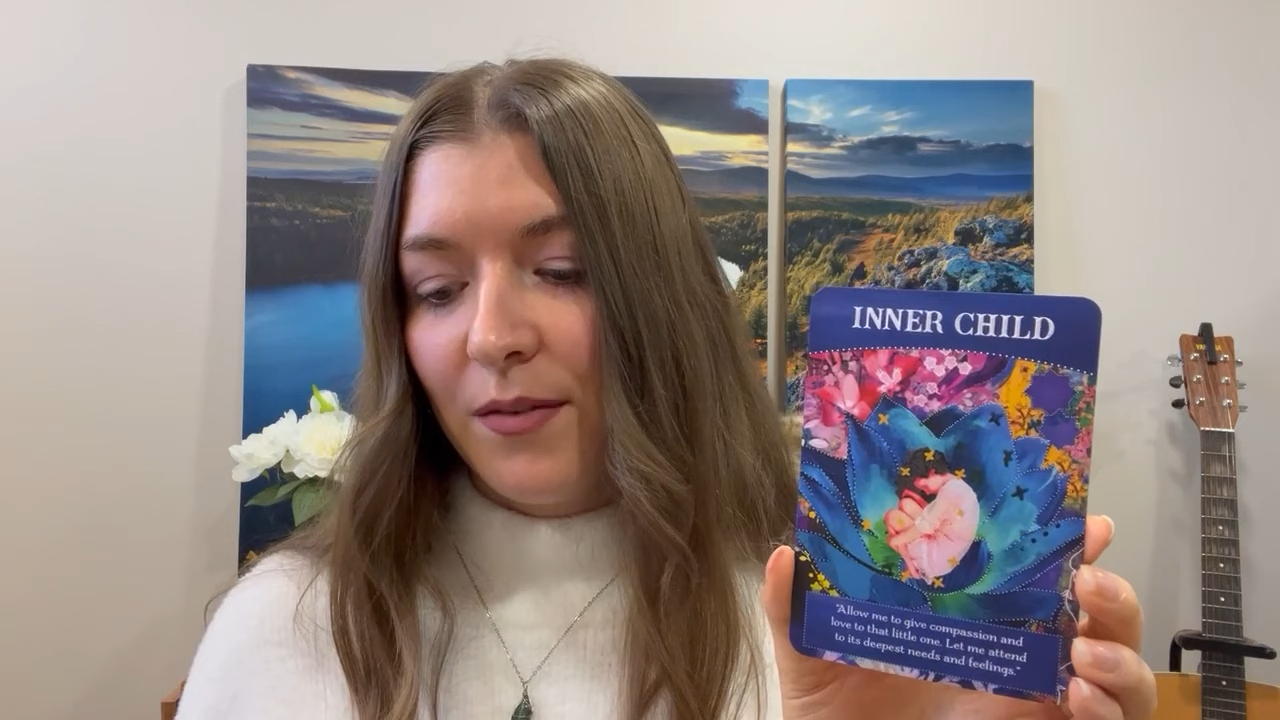 INNER CHILD
"Allow me to give compassion and
love to that little one. Let me attend
to its deepest needs and feelings."